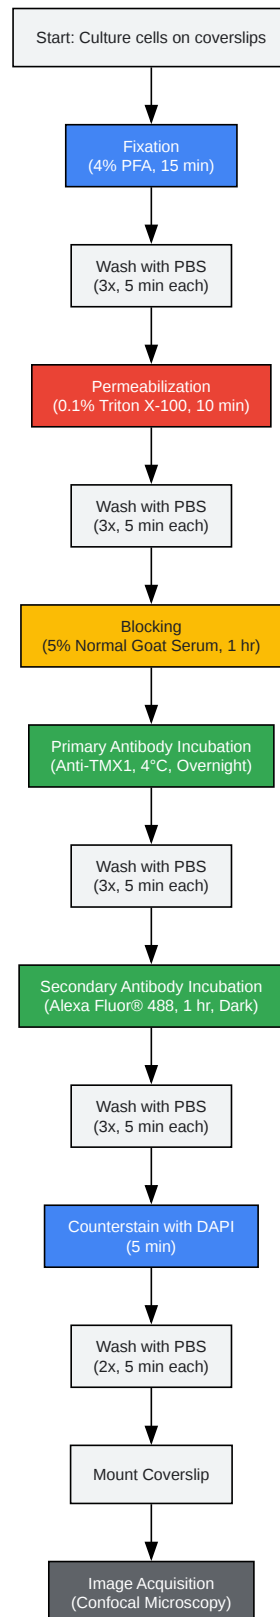 Start: Culture cells on coverslips
Fixation
(4% PFA, 15 min)
Wash with PBS
(3x, 5 min each)
Permeabilization
(0.1% Triton X-100, 10 min)
Wash with PBS
(3x, 5 min each)
Blocking
(5% Normal Goat Serum, 1 hr)
Primary Antibody Incubation
(Anti-TMX1, 4°C, Overnight)
Wash with PBS
(3x, 5 min each)
Secondary Antibody Incubation
(Alexa Fluor® 488, 1 hr, Dark)
Wash with PBS
(3x, 5 min each)
Counterstain with DAPI
(5 min)
Wash with PBS
(2x, 5 min each)
Mount Coverslip
Image Acquisition
(Confocal Microscopy)